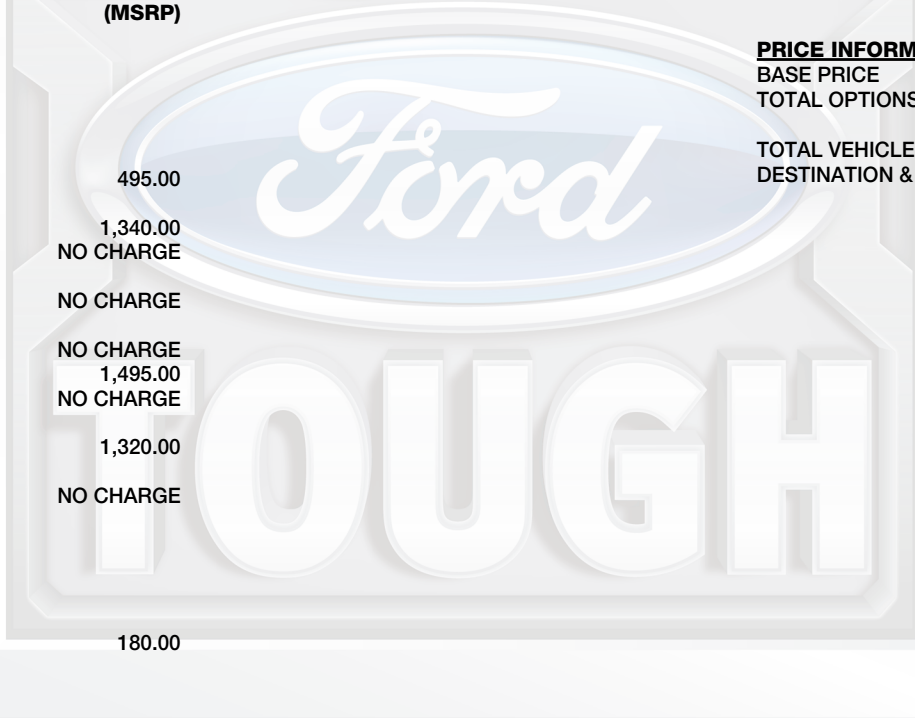 (MSRP)
495.00
1,340.00
NO CHARGE
NO CHARGE
NO CHARGE
1,495.00
NO CHARGE
1,320.00
NO CHARGE
180.00
PRICE INFORM
BASE PRICE
TOTAL OPTIONS
TOTAL VEHICLE
DESTINATION &
Ford
TOUGH